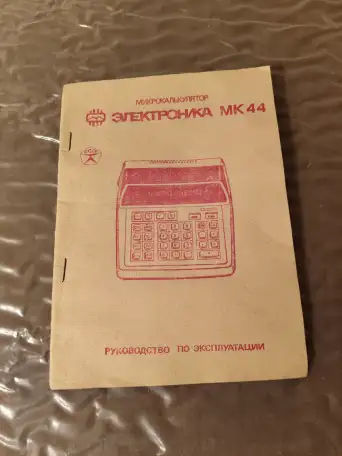 МИКРОКАЛЬКУЛЯТОР
ЭЛЕКТРОНИКА МК 44
РУКОВОДСТВО ПО ЭКСПЛУАТАЦИИ